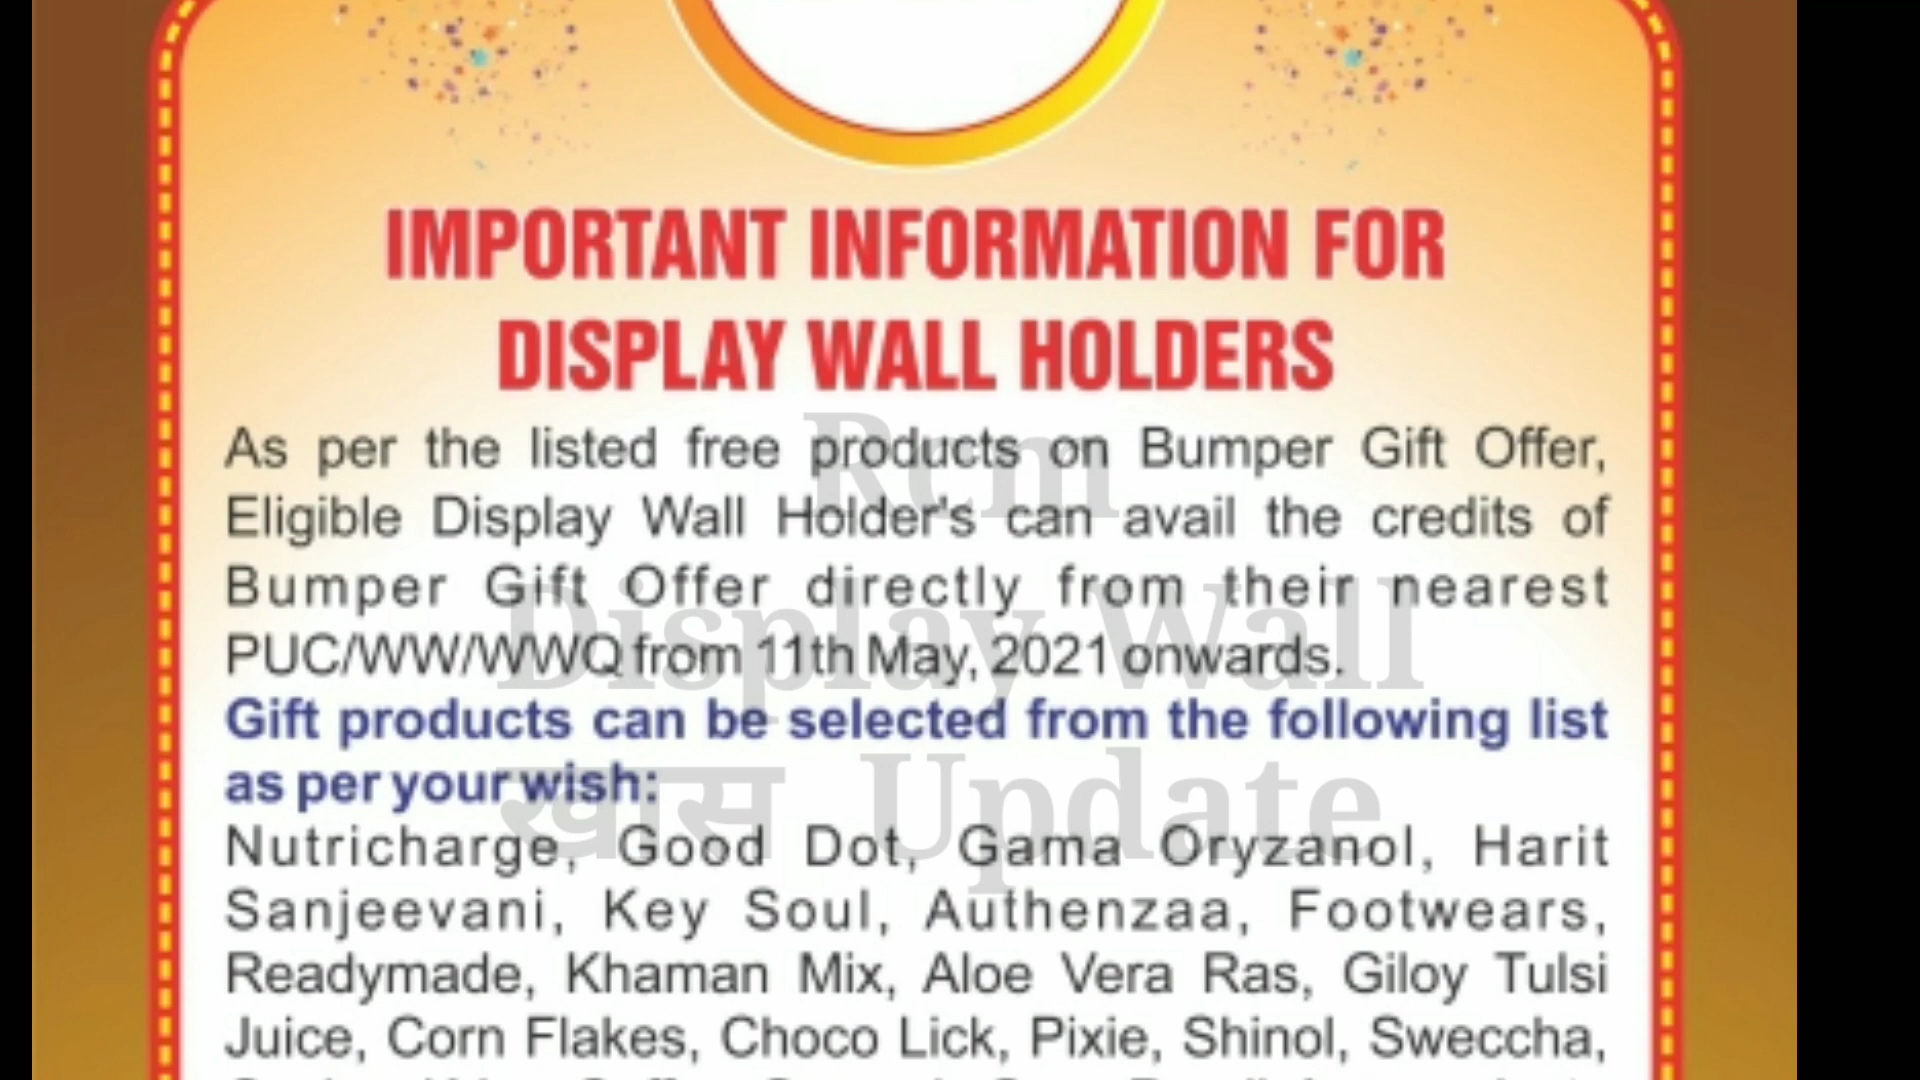 IMPORTANT INFORMATION FOR
DISPLAY WALL HOLDERS
As per the listed free products on Bumper Gift Offer,
Eligible Display Wall Holder's can avail the credits of
Bumper Gift Offer directly from their nearest
PUC/WW/WWQ from 11th May, 2021 onwards.
Gift products can be selected from the following list
as per your wish:
Nutricharge, Good Dot, Gama Oryzanol, Harit
Sanjeevani, Key Soul, Authenzaa, Footwears,
Readymade, Khaman Mix, Aloe Vera Ras, Giloy Tulsi
Juice, Corn Flakes, Choco Lick, Pixie, Shinol, Sweccha,
Rcm
Display Wall
खास Update